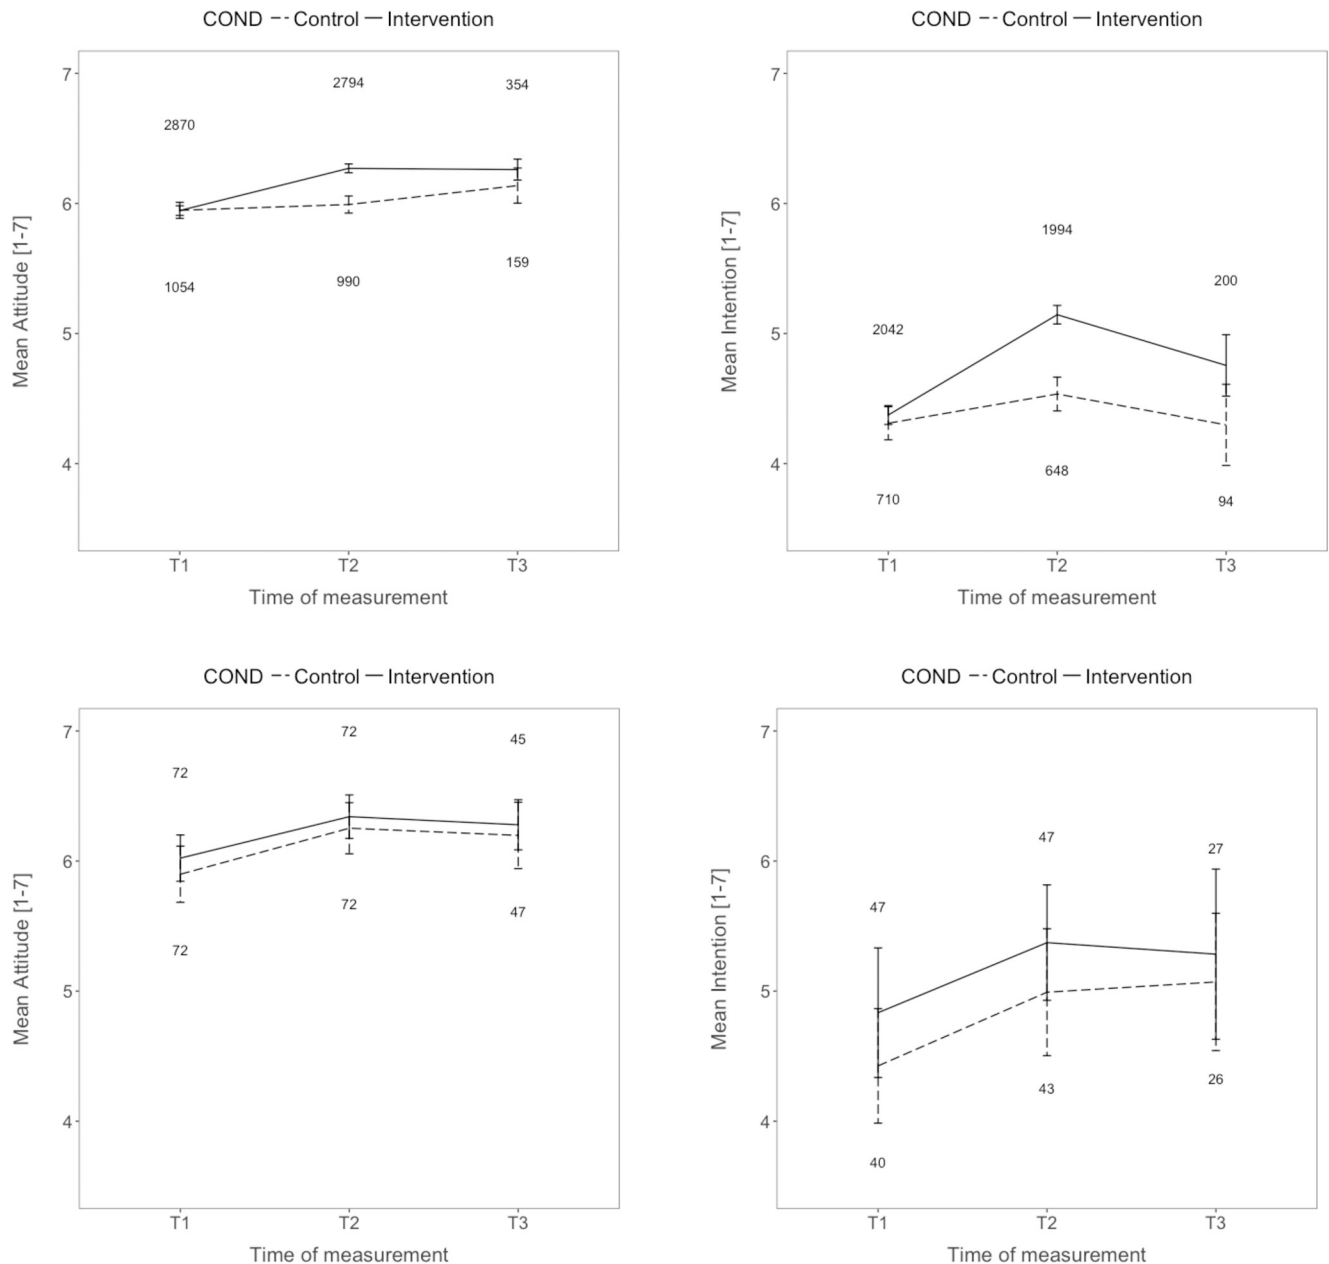 COND -- Control — Intervention
7
6
5
4
Mean Attitude [1-7]
2870
2794
354
1054
990
159
T1 T2 T3
Time of measurement
COND -- Control — Intervention
7
6
5
4
Mean Intention [1-7]
2042
1994
200
710
648
94
T1 T2 T3
Time of measurement
COND -- Control — Intervention
7
6
5
4
Mean Attitude [1-7]
72
72
45
72
72
47
T1 T2 T3
Time of measurement
COND -- Control — Intervention
7
6
5
4
Mean Intention [1-7]
47
47
27
40
43
26
T1 T2 T3
Time of measurement